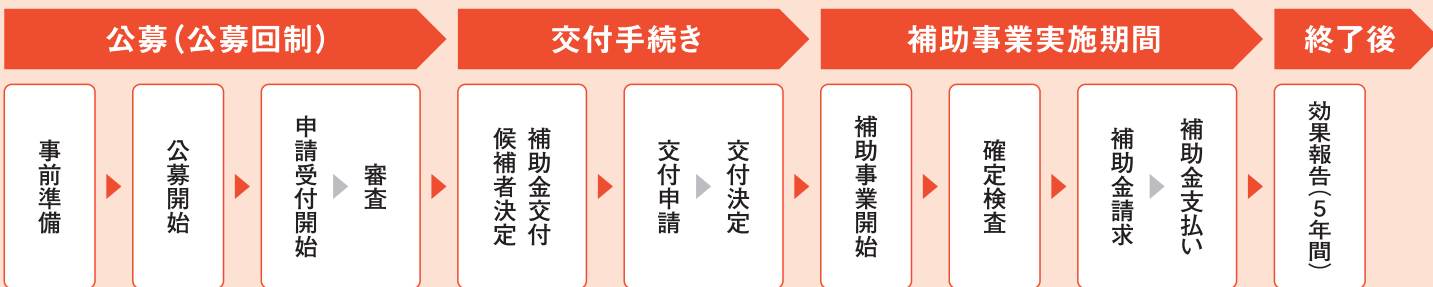 公募（公募回制）
交付手続き
補助事業実施期間
終了後
事前準備
公募開始
申請受付開始
審査
補助金交付
候補者決定
交付申請
交付決定
補助事業開始
確定検査
補助金請求
補助金支払い
効果報告（5年間）